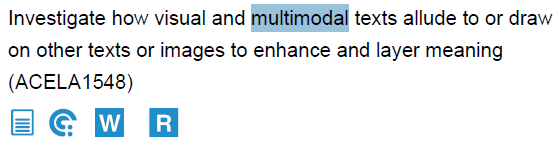 Investigate how visual and multimodal texts allude to or draw
on other texts or images to enhance and layer meaning
(ACELA1548)
W R